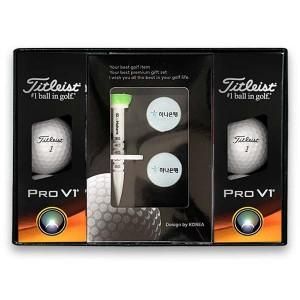 Your best golf item
Your best premium gift set
I wish you all the best in your golf life.
Titleist
#1 ball in golf.
Titleist
1
PRO V1
하나은행
하나은행
Design by KOREA
Titleist
#1 ball in golf.
Titleist
1
PRO V1